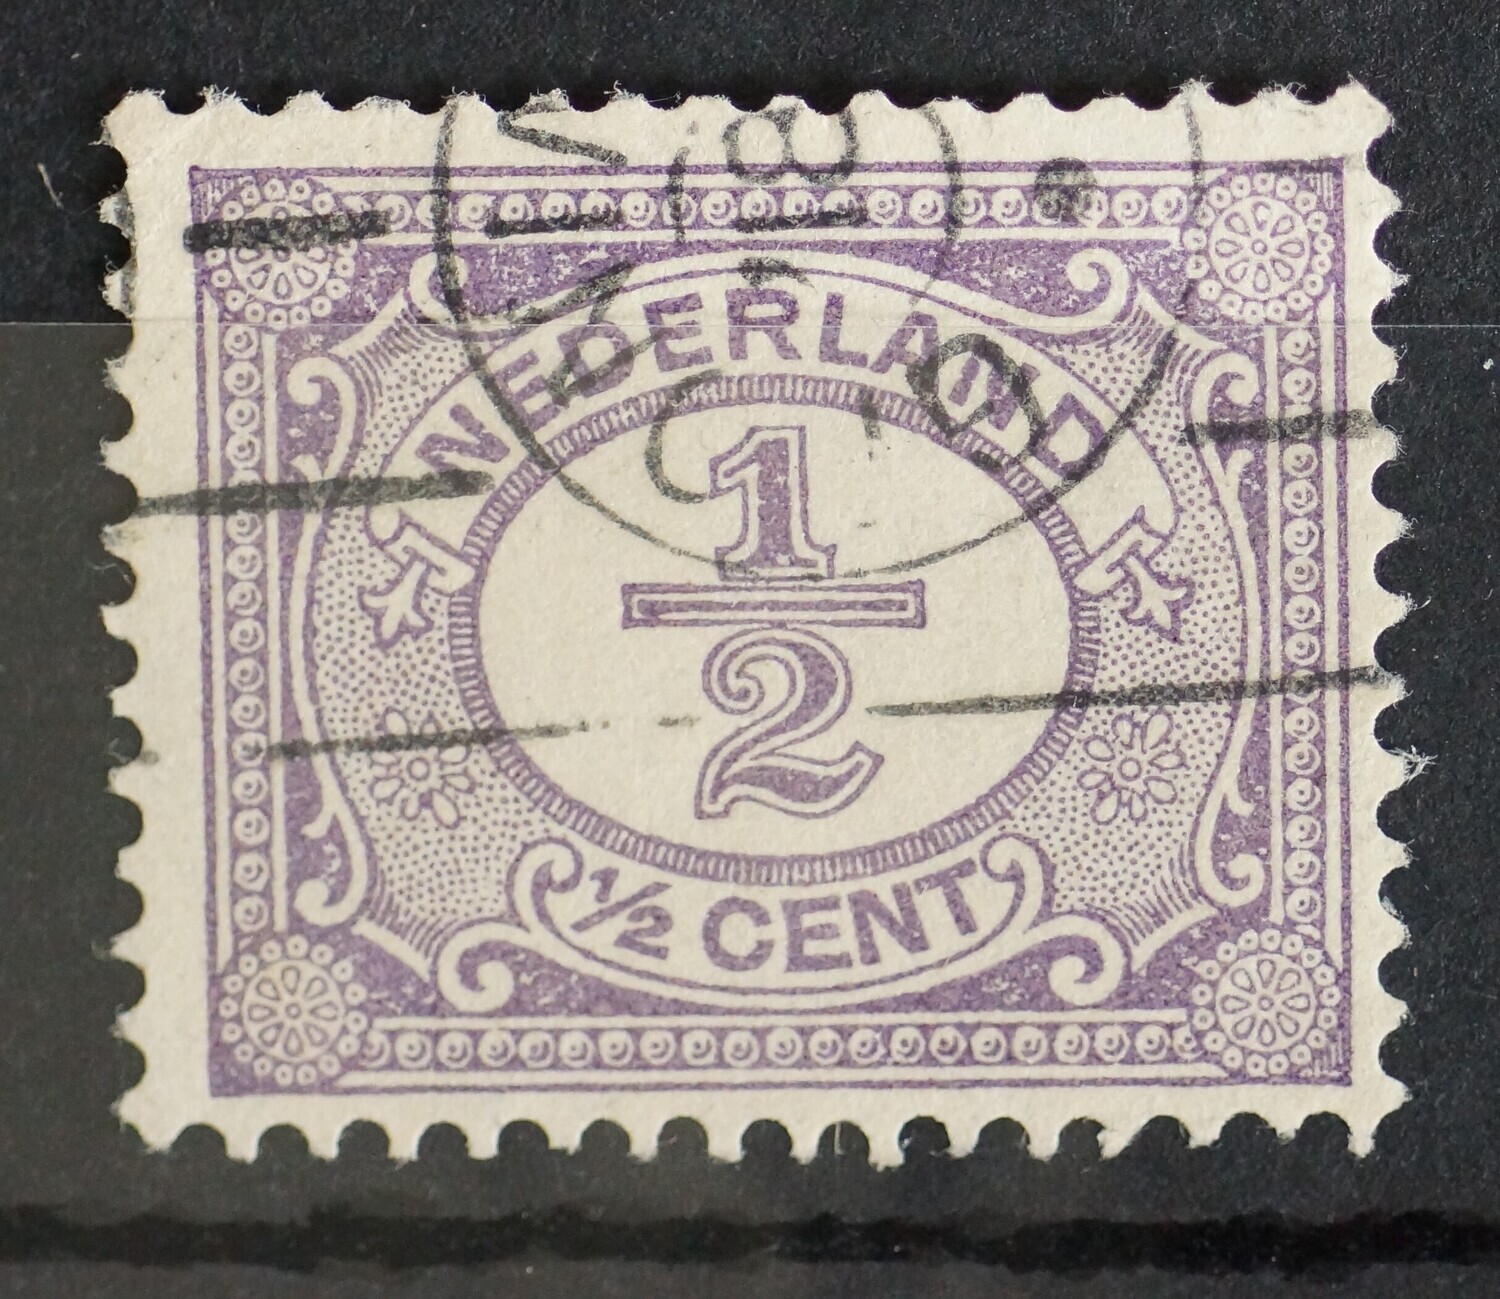 NEDERLAND
1/2
½ CENT